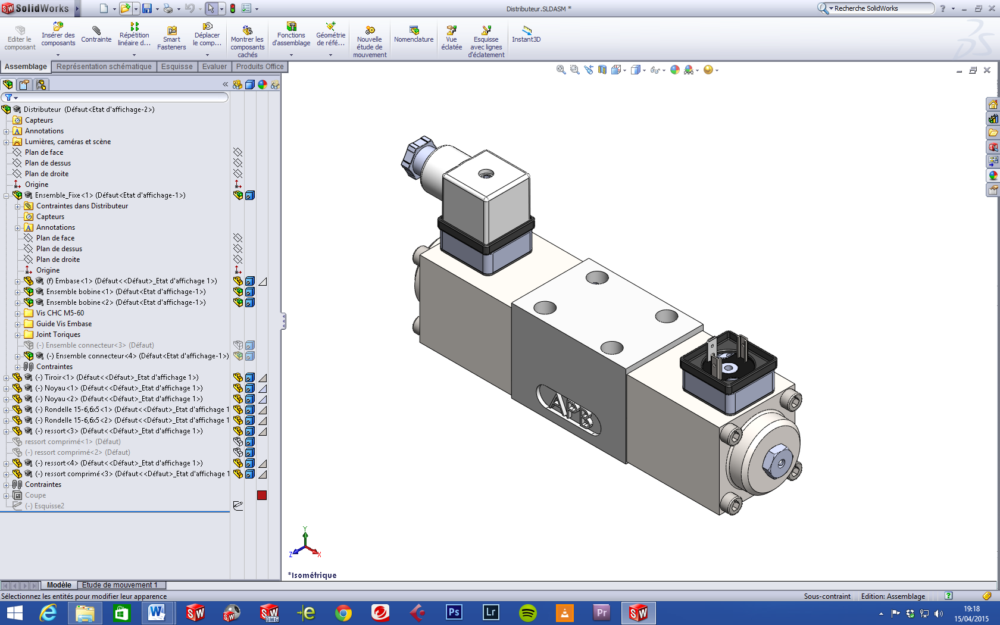 SolidWorks
Distributeur.SLDASM *
Recherche SolidWorks
Editer le composant
Insérer des composants
Contrainte
Répétition linéaire d...
Smart Fasteners
Déplacer le comp...
Montrer les composants cachés
Fonctions d'assemblage
Géométrie de réfé...
Nouvelle étude de mouvement
Nomenclature
Vue éclatée
Esquisse avec lignes d'éclatement
Instant3D
Assemblage
Représentation schématique
Esquisse
Evaluer
Produits Office
Distributeur (Défaut<Etat d'affichage-2>)
Capteurs
Annotations
Lumières, caméras et scène
Plan de face
Plan de dessus
Plan de droite
Origine
Ensemble_Fixe<1> (Défaut<Etat d'affichage-1>)
Contraintes dans Distributeur
Capteurs
Annotations
Plan de face
Plan de dessus
Plan de droite
Origine
(f) Embase<1> (Défaut<<Défaut>_Etat d'affichage 1>)
Ensemble bobine<1> (Défaut<Etat d'affichage-1>)
Ensemble bobine<2> (Défaut<Etat d'affichage-1>)
Vis CHC M5-60
Guide Vis Embase
Joint Toriques
(-) Ensemble connecteur<3> (Défaut)
(-) Ensemble connecteur<4> (Défaut<Etat d'affichage-1>)
Contraintes
(-) Tiroir<1> (Défaut<<Défaut>_Etat d'affichage 1>)
(-) Noyau<1> (Défaut<<Défaut>_Etat d'affichage 1>)
(-) Noyau<2> (Défaut<<Défaut>_Etat d'affichage 1>)
(-) Rondelle 15-6,6x5<1> (Défaut<<Défaut>_Etat d'affichage 1
(-) Rondelle 15-6,6x5<2> (Défaut<<Défaut>_Etat d'affichage 1
(-) ressort<3> (Défaut<<Défaut>_Etat d'affichage 1>)
ressort comprimé<1> (Défaut)
(-) ressort comprimé<2> (Défaut)
(-) ressort<4> (Défaut<<Défaut>_Etat d'affichage 1>)
(-) ressort comprimé<3> (Défaut<<Défaut>_Etat d'affichage 1
Contraintes
Coupe
(-) Esquisse2
APB
Y
Z
X
*Isométrique
Modèle
Etude de mouvement 1
Sélectionnez les entités pour modifier leur apparence
Sous-contraint
Edition: Assemblage
Ps
Lr
Pr
SW
DWG
19:18
15/04/2015